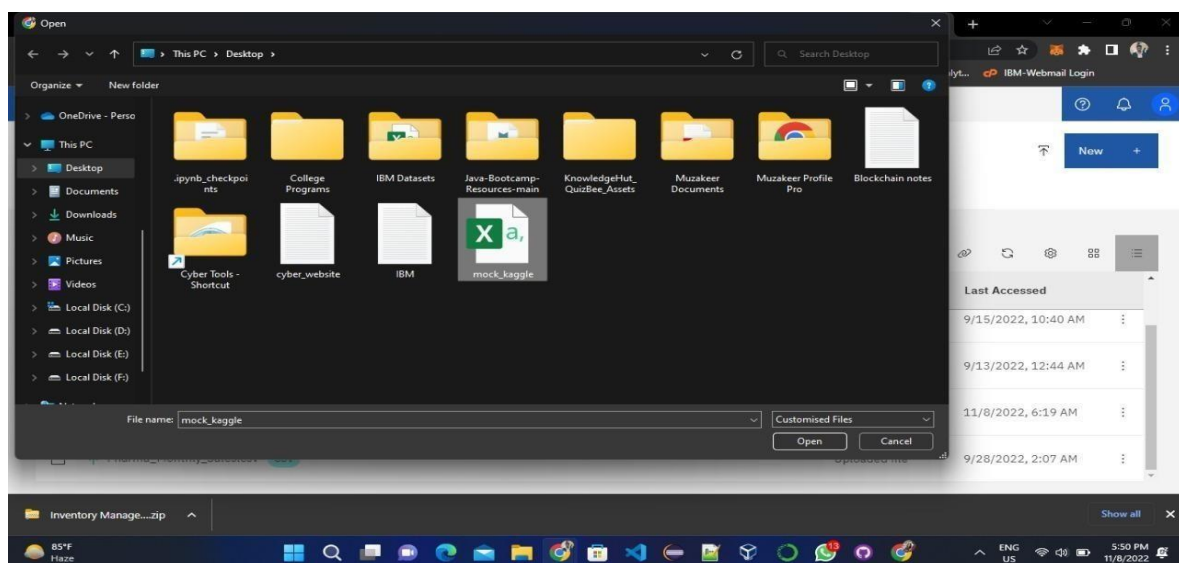 Open
This PC > Desktop >
Search Desktop
Organize
New folder
IBM-Webmail Login
OneDrive - Perso
This PC
Desktop
Documents
Downloads
Music
Pictures
Videos
Local Disk (C:)
Local Disk (D:)
Local Disk (E:)
Local Disk (F:)
.ipynb_checkpoi
nts
College
Programs
IBM Datasets
Java-Bootcamp-
Resources-main
KnowledgeHut_
QuizBee_Assets
Muzakeer
Documents
Muzakeer Profile
Pro
Blockchain notes
Cyber Tools -
Shortcut
cyber_website
IBM
mock_kaggle
New +
Last Accessed
9/15/2022, 10:40 AM
9/13/2022, 12:44 AM
11/8/2022, 6:19 AM
9/28/2022, 2:07 AM
File name: mock_kaggle
Customised Files
Open
Cancel
Inventory Manage....zip
Show all
85°F
Haze
13
ENG
US
5:50 PM
11/8/2022